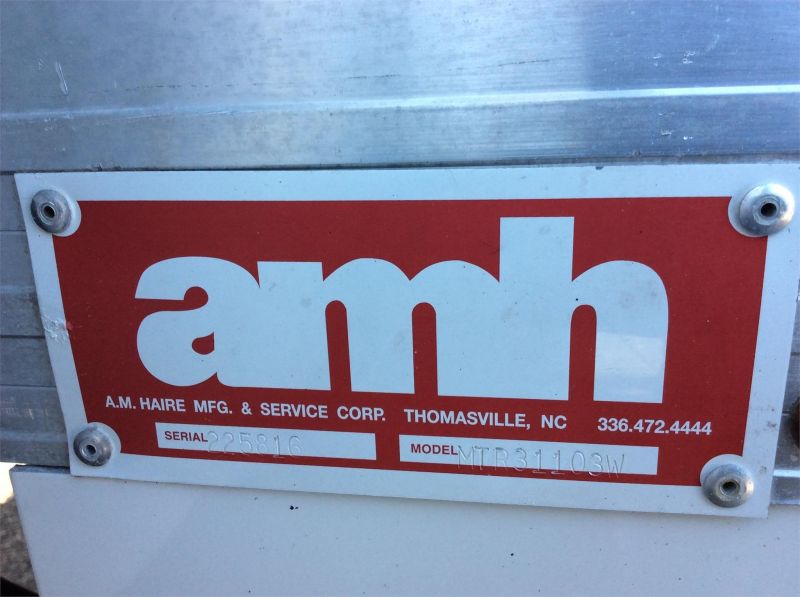 amh
A.M. HAIRE MFG. & SERVICE CORP. THOMASVILLE, NC 336.472.4444
SERIAL 225816 MODEL MTR31103W